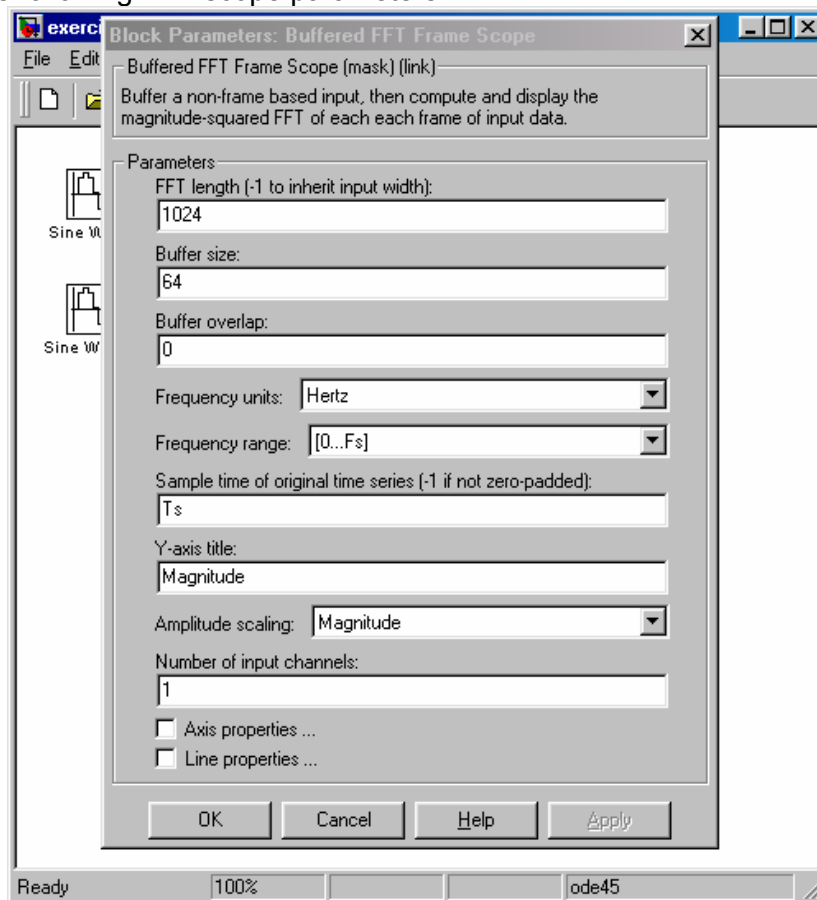 exerci
Block Parameters: Buffered FFT Frame Scope
File Edit
Buffered FFT Frame Scope (mask) (link)
Buffer a non-frame based input, then compute and display the
magnitude-squared FFT of each each frame of input data.
Parameters
FFT length (-1 to inherit input width):
1024
Sine W
Buffer size:
64
Buffer overlap:
0
Sine W
Frequency units: Hertz
Frequency range: [0...Fs]
Sample time of original time series (-1 if not zero-padded):
Ts
Y-axis title:
Magnitude
Amplitude scaling: Magnitude
Number of input channels:
1
Axis properties ...
Line properties ...
OK Cancel Help Apply
Ready 100% ode45